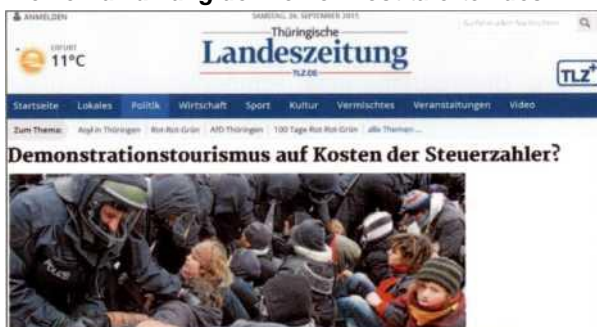 ANMELDEN
SAMSTAG, 26. SEPTEMBER 2015
Thüringische
Landeszeitung
TLZ.DE
ERFURT
11°C
TLZ+
Startseite Lokales Politik Wirtschaft Sport Kultur Vermischtes Veranstaltungen Video
Zum Thema: Asyl in Thüringen Rot-Rot-Grün AfD Thüringen 100 Tage Rot-Rot-Grün alle Themen ...
Demonstrationstourismus auf Kosten der Steuerzahler?